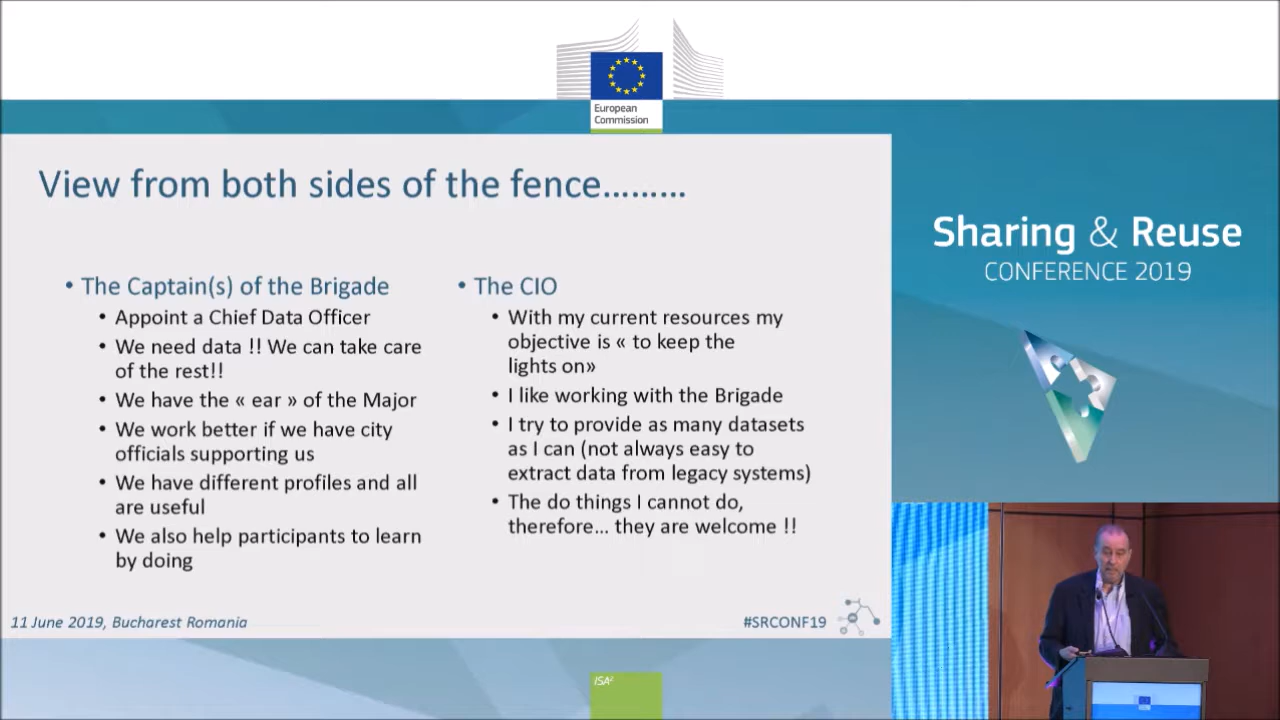 European
Commission
View from both sides of the fence.........
• The Captain(s) of the Brigade
• Appoint a Chief Data Officer
• We need data !! We can take care
of the rest!!
• We have the « ear » of the Major
• We work better if we have city
officials supporting us
• We have different profiles and all
are useful
• We also help participants to learn
by doing
• The CIO
• With my current resources my
objective is « to keep the
lights on»
• I like working with the Brigade
• I try to provide as many datasets
as I can (not always easy to
extract data from legacy systems)
• The do things I cannot do,
therefore... they are welcome !!
11 June 2019, Bucharest Romania
#SRCONF19
Sharing & Reuse
CONFERENCE 2019
ISA²